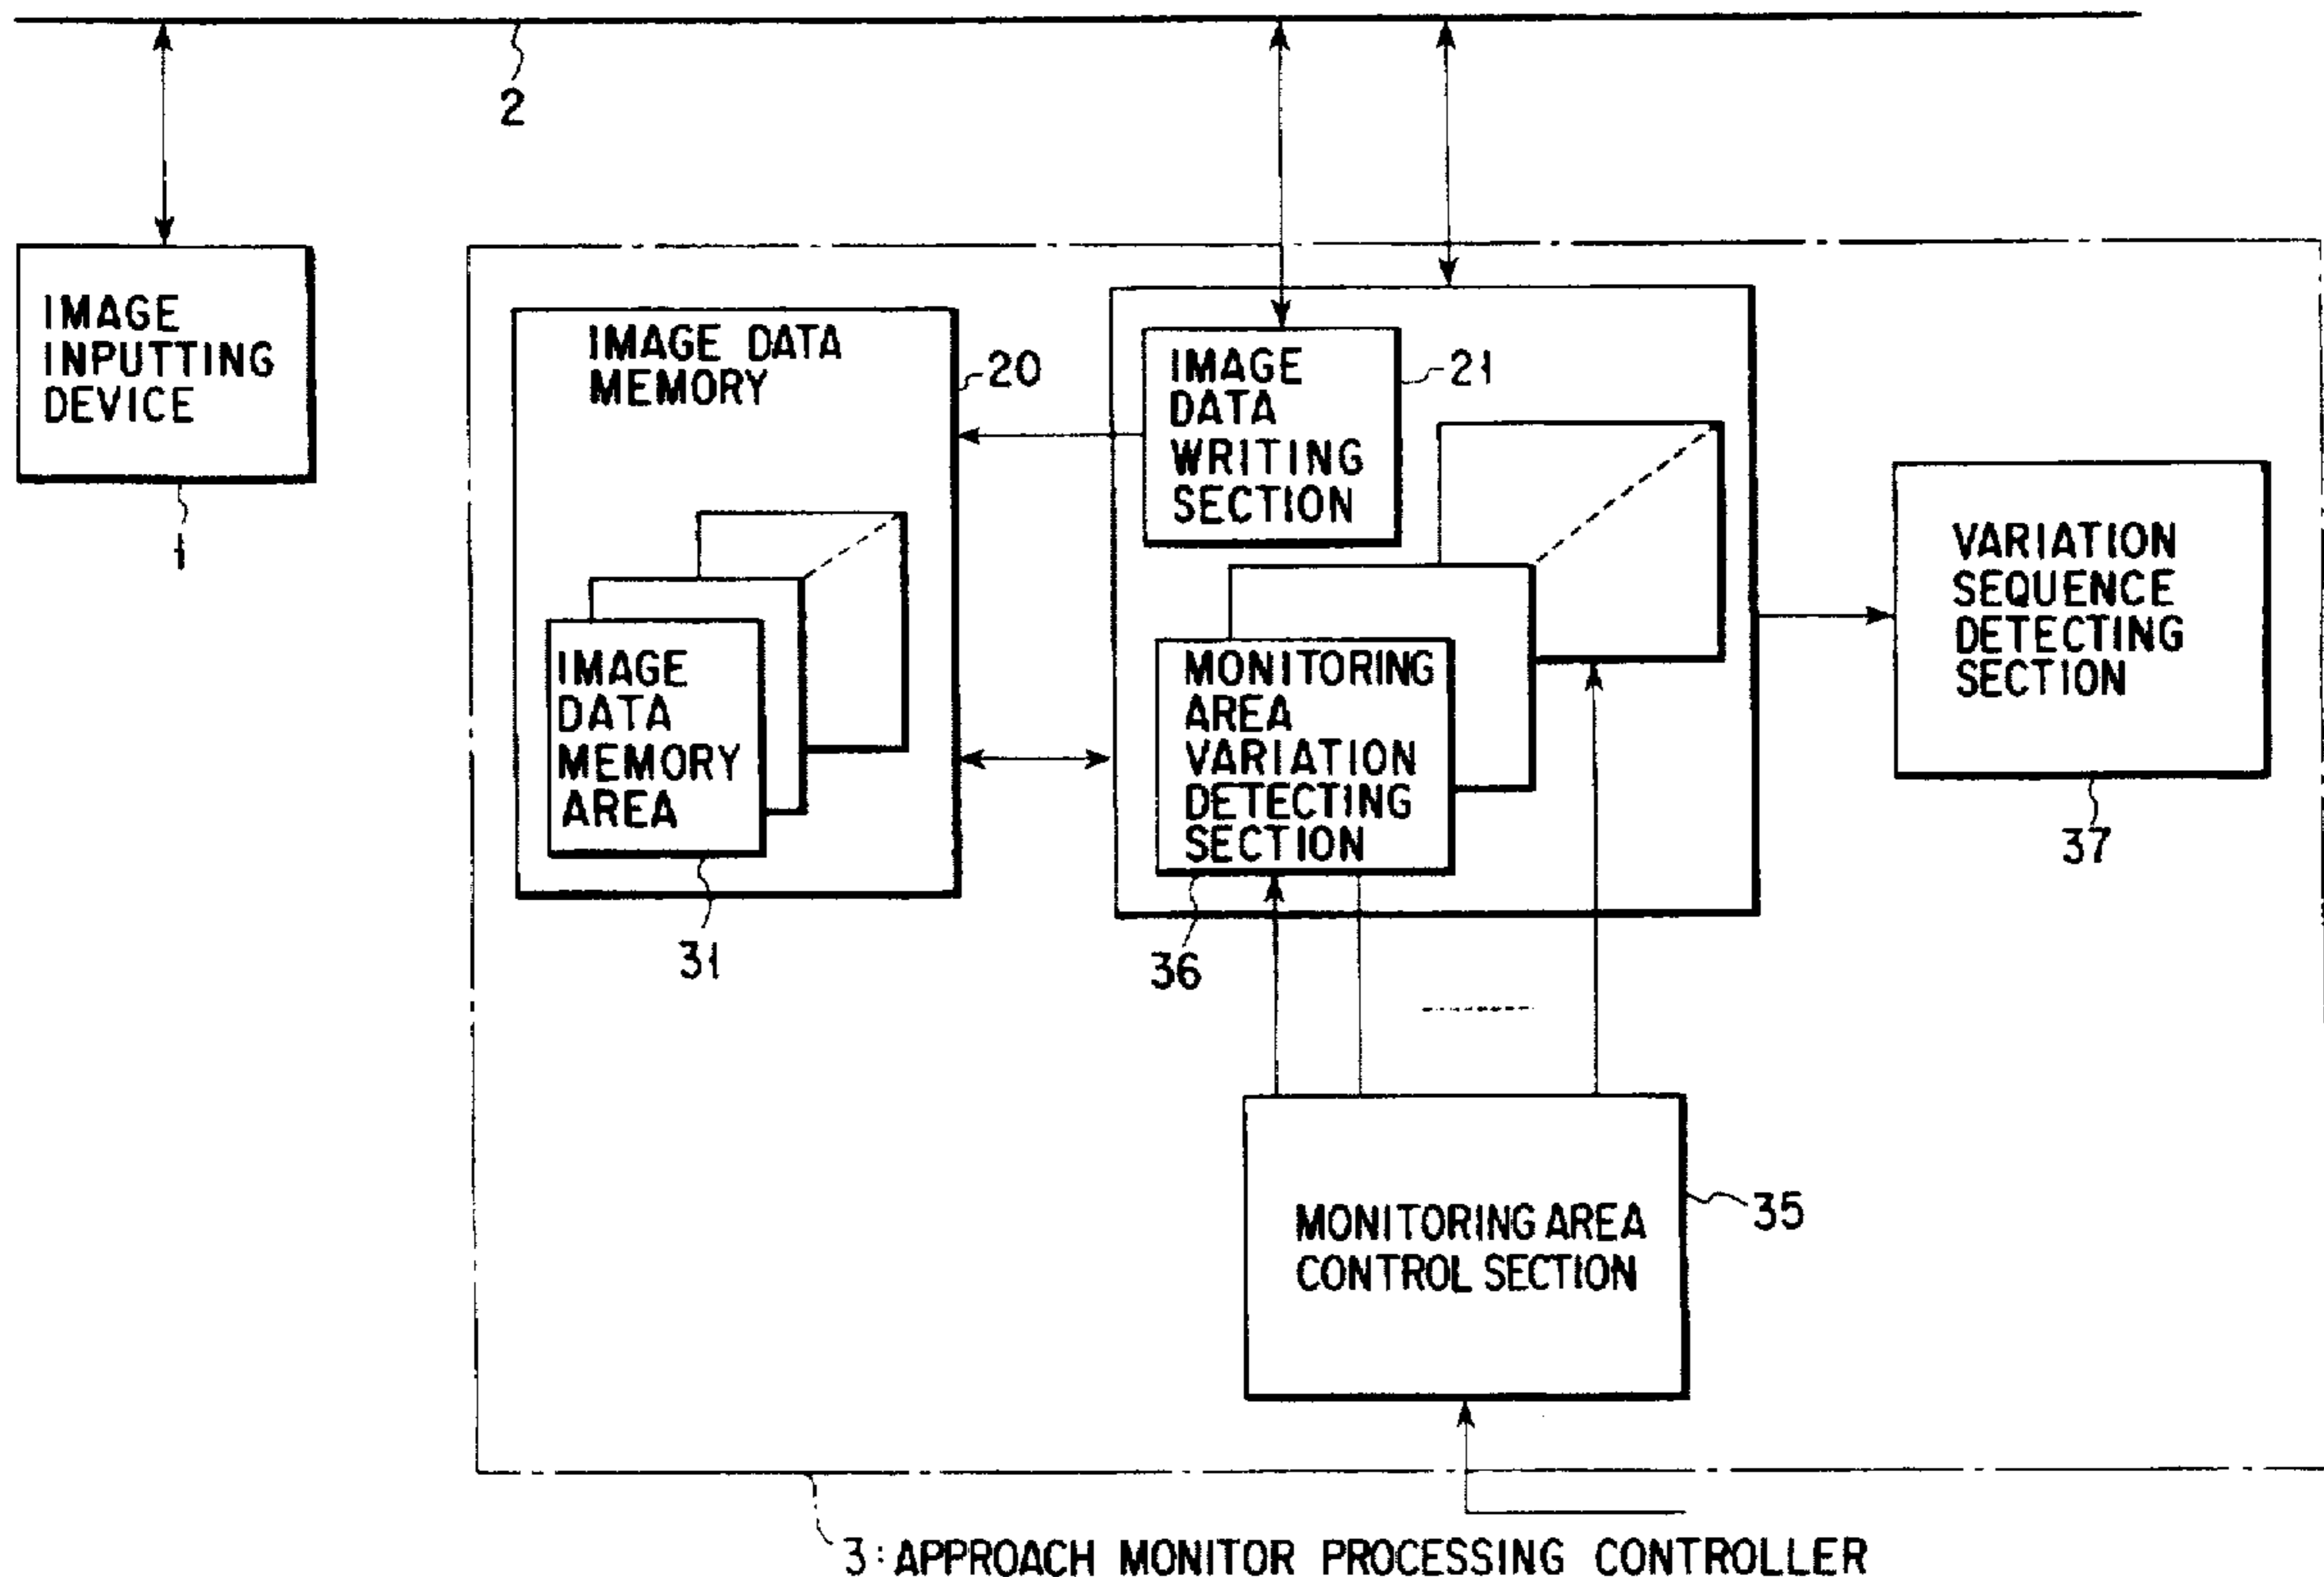 2
IMAGE
INPUTTING
DEVICE
1
IMAGE DATA
MEMORY
20
IMAGE
DATA
MEMORY
AREA
31
IMAGE
DATA
WRITING
SECTION
21
MONITORING
AREA
VARIATION
DETECTING
SECTION
36
VARIATION
SEQUENCE
DETECTING
SECTION
37
MONITORING AREA
CONTROL SECTION
35
3: APPROACH MONITOR PROCESSING CONTROLLER